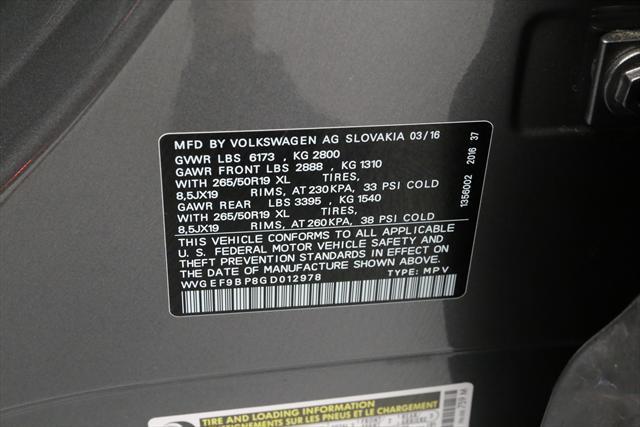 MFD BY VOLKSWAGEN AG SLOVAKIA 03/16
GVWR LBS 6173 , KG 2800
GAWR FRONT LBS 2888 , KG 1310
WITH 265/50R19 XL TIRES,
8,5JX19 RIMS, AT 230KPA, 33 PSI COLD
GAWR REAR LBS 3395 , KG 1540
WITH 265/50R19 XL TIRES,
8,5JX19 RIMS, AT 260KPA, 38 PSI COLD
THIS VEHICLE CONFORMS TO ALL APPLICABLE
U. S. FEDERAL MOTOR VEHICLE SAFETY AND
THEFT PREVENTION STANDARDS IN EFFECT ON
THE DATE OF MANUFACTURE SHOWN ABOVE.
WVGEF9BP8GD012978 TYPE: MPV
1356002 2016 37
TIRE AND LOADING INFORMATION
RENSEIGNEMENTS SUR LES PNEUS ET LE CHARGEMENT